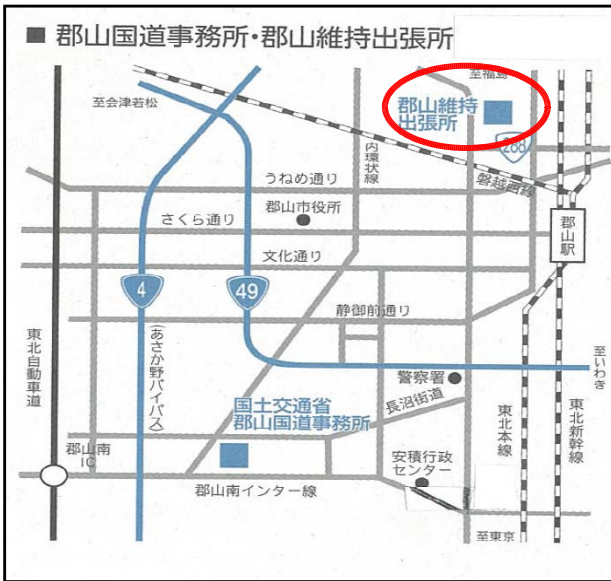 ■ 郡山国道事務所・郡山維持出張所
至会津若松
至福島
郡山維持
出張所
288
内環状線
磐越西線
うねめ通り
郡山市役所
さくら通り
郡山駅
文化通り
4
49
静御前通り
(あさか野バイパス)
東北自動車道
至いわき
警察署
長沼街道
国土交通省
郡山国道事務所
東北本線
東北新幹線
郡山南
IC
安積行政
センター
郡山南インター線
至東京